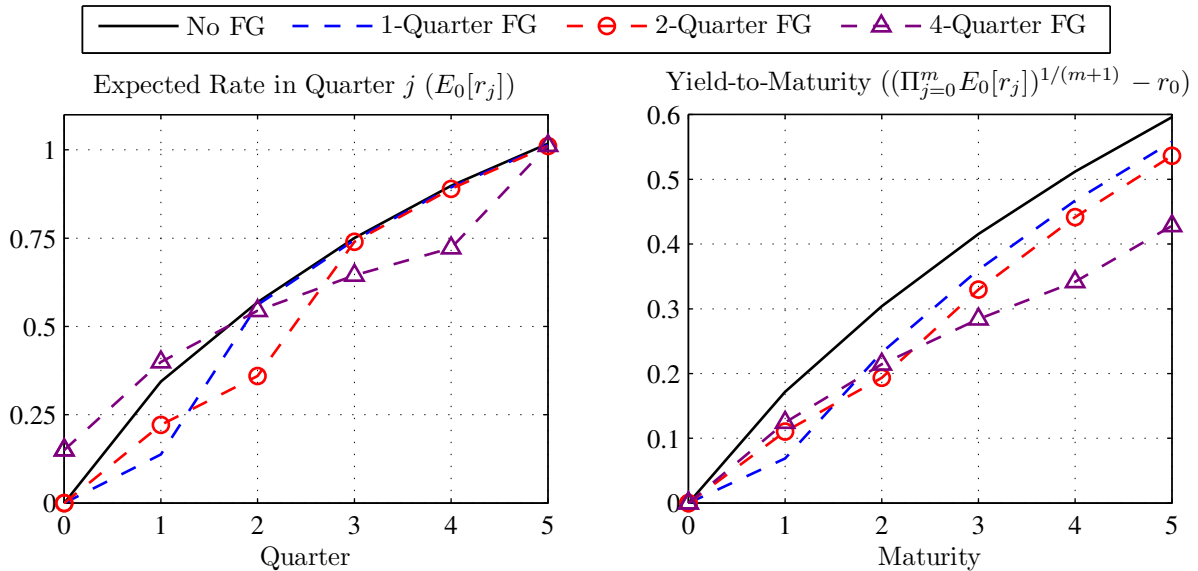 No FG 1-Quarter FG 2-Quarter FG 4-Quarter FG
Expected Rate in Quarter j (E₀[rⱼ])
1
0.75
0.5
0.25
0
0 1 2 3 4 5
Quarter
Yield-to-Maturity ((Π_{j=0}^{m} E₀[rⱼ])^{1/(m+1)} − r₀)
0.6
0.5
0.4
0.3
0.2
0.1
0
0 1 2 3 4 5
Maturity